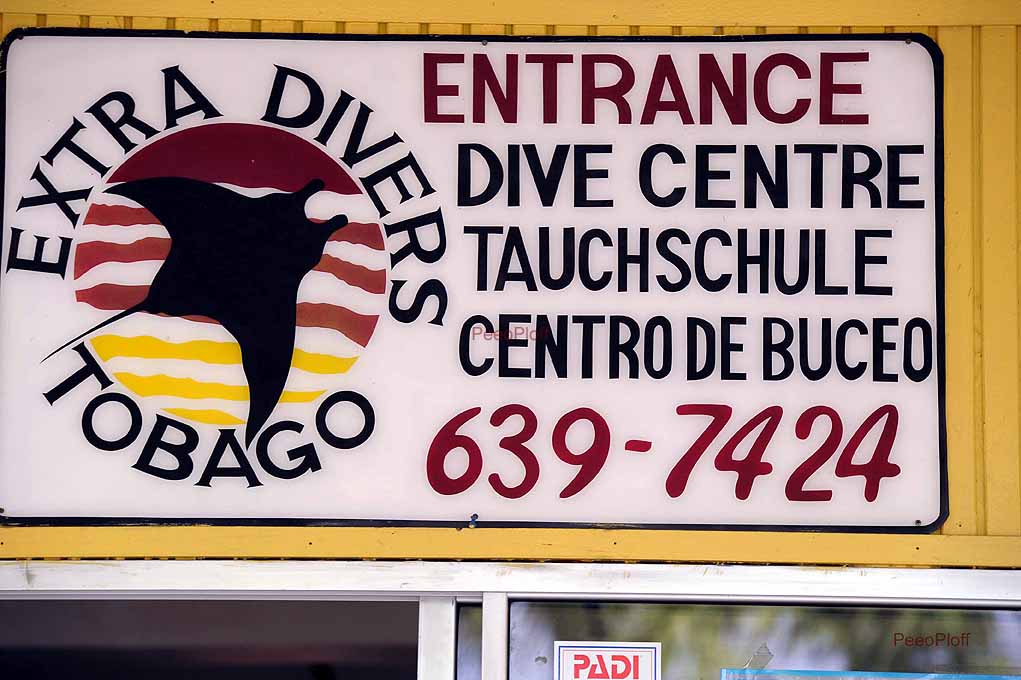 EXTRA DIVERS
TOBAGO
ENTRANCE
DIVE CENTRE
TAUCHSCHULE
CENTRO DE BUCEO
639-7424
PADI
PeeoPloff
PeeoPloff